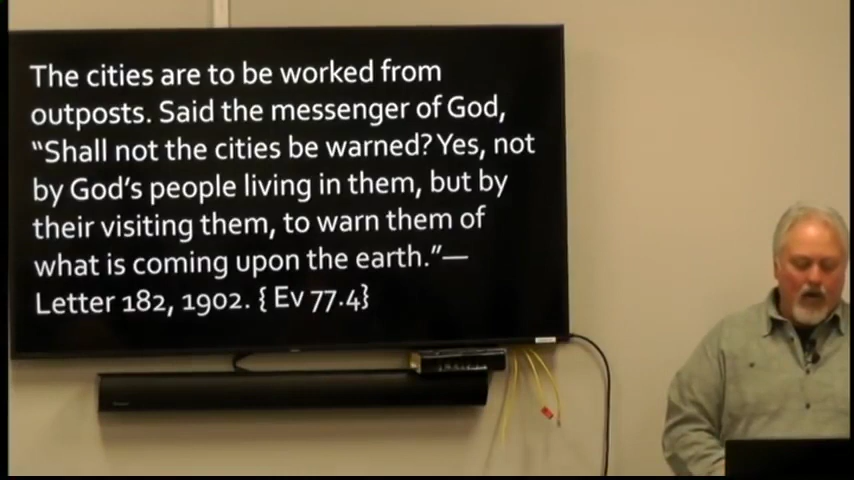 The cities are to be worked from
outposts. Said the messenger of God,
“Shall not the cities be warned? Yes, not
by God’s people living in them, but by
their visiting them, to warn them of
what is coming upon the earth.”—
Letter 182, 1902. { Ev 77.4}